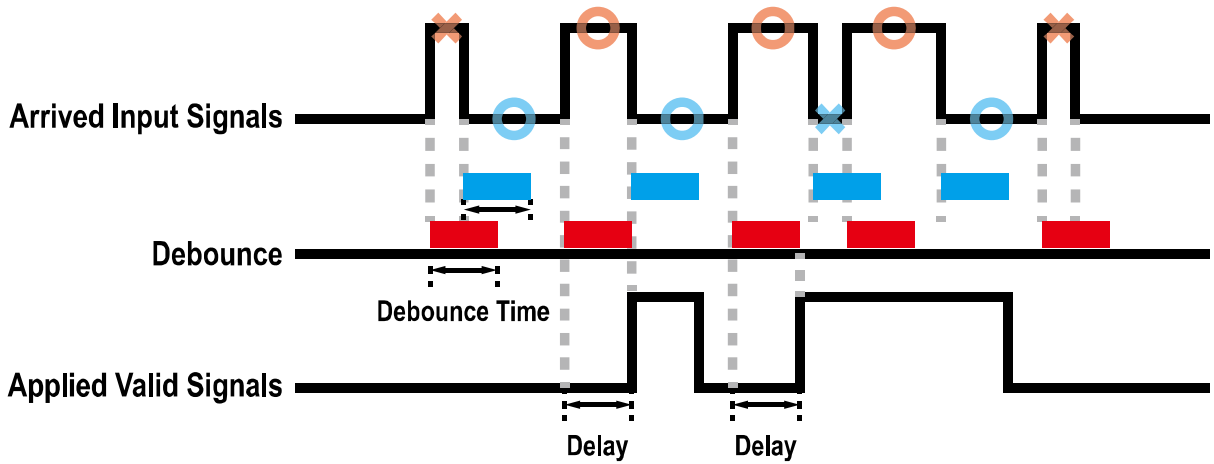 Arrived Input Signals
Debounce
Debounce Time
Applied Valid Signals
Delay
Delay